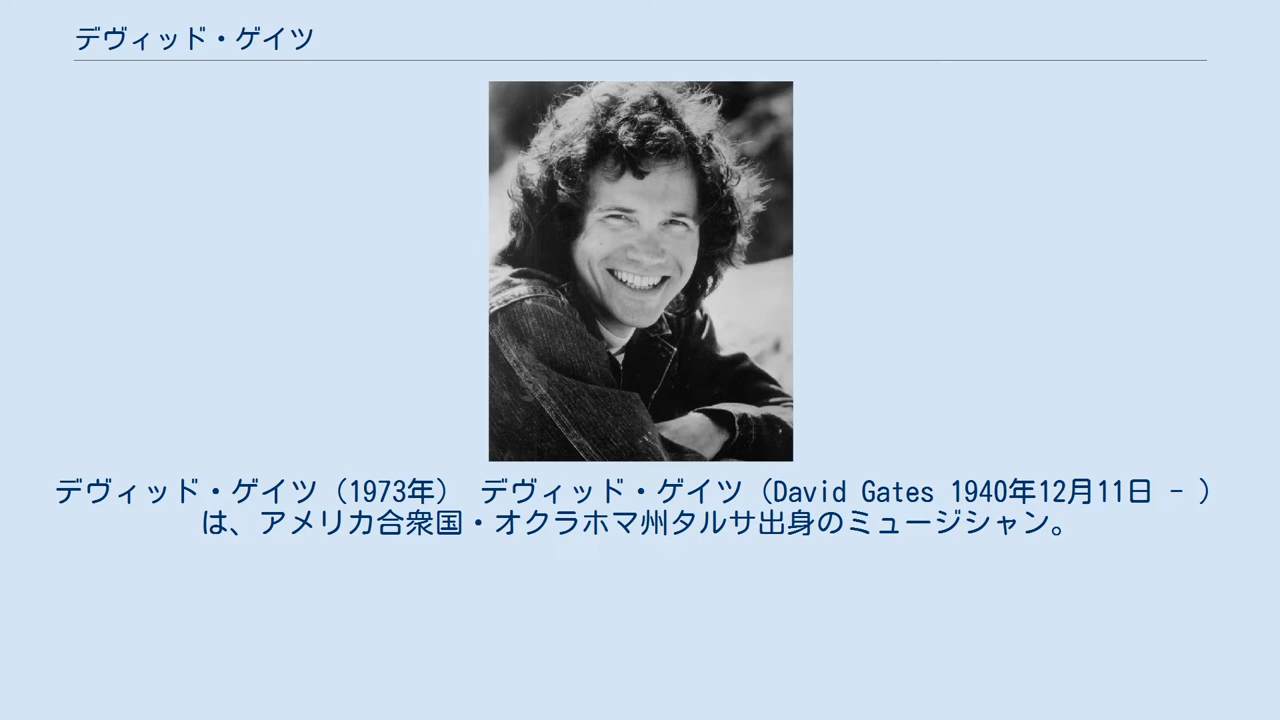 デヴィッド・ゲイツ
デヴィッド・ゲイツ（1973年） デヴィッド・ゲイツ（David Gates 1940年12月11日 - ）
は、アメリカ合衆国・オクラホマ州タルサ出身のミュージシャン。